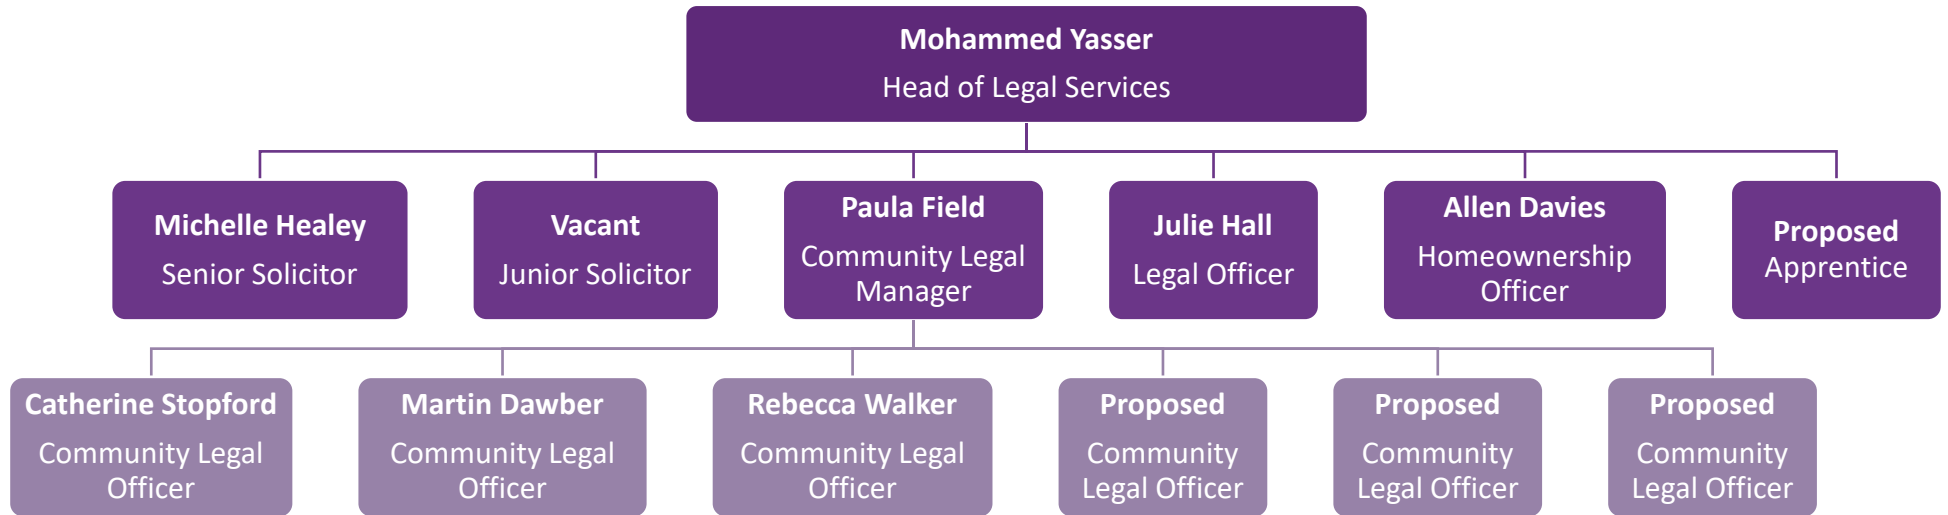 Mohammed Yasser
Head of Legal Services
Michelle Healey
Senior Solicitor
Vacant
Junior Solicitor
Paula Field
Community Legal
Manager
Julie Hall
Legal Officer
Allen Davies
Homeownership
Officer
Proposed
Apprentice
Catherine Stopford
Community Legal
Officer
Martin Dawber
Community Legal
Officer
Rebecca Walker
Community Legal
Officer
Proposed
Community
Legal Officer
Proposed
Community
Legal Officer
Proposed
Community
Legal Officer